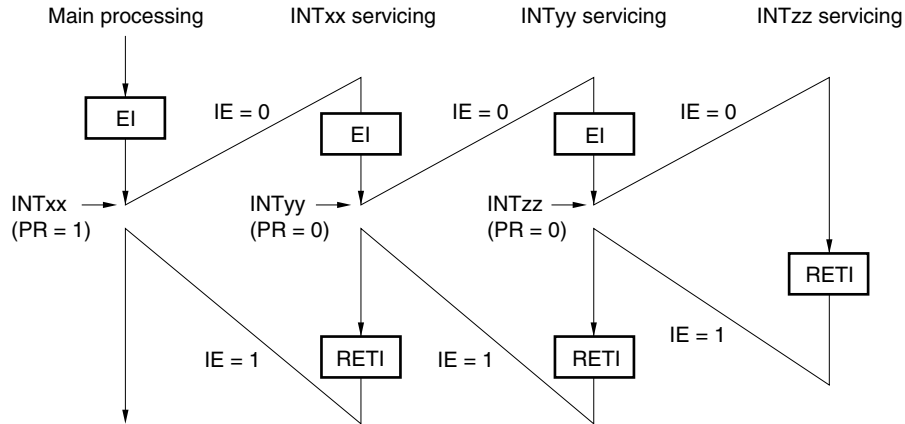 Main processing
INTxx servicing
INTyy servicing
INTzz servicing
EI
IE = 0
EI
IE = 0
EI
IE = 0
INTxx
(PR = 1)
INTyy
(PR = 0)
INTzz
(PR = 0)
RETI
IE = 1
RETI
IE = 1
RETI
IE = 1